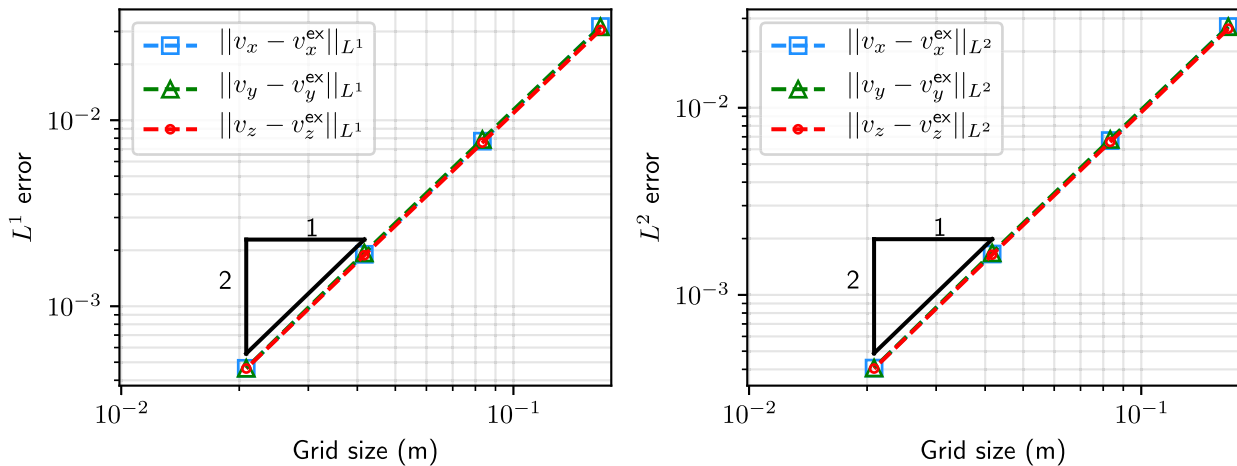 ||v_x − v_x^ex||_{L^1}
||v_y − v_y^ex||_{L^1}
||v_z − v_z^ex||_{L^1}
10^{−2}
10^{−3}
L^1 error
1
2
10^{−2}
10^{−1}
Grid size (m)
||v_x − v_x^ex||_{L^2}
||v_y − v_y^ex||_{L^2}
||v_z − v_z^ex||_{L^2}
10^{−2}
10^{−3}
L^2 error
1
2
10^{−2}
10^{−1}
Grid size (m)